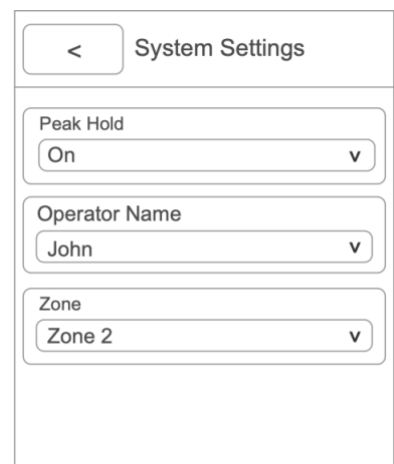 < System Settings
Peak Hold
On v
Operator Name
John v
Zone
Zone 2 v